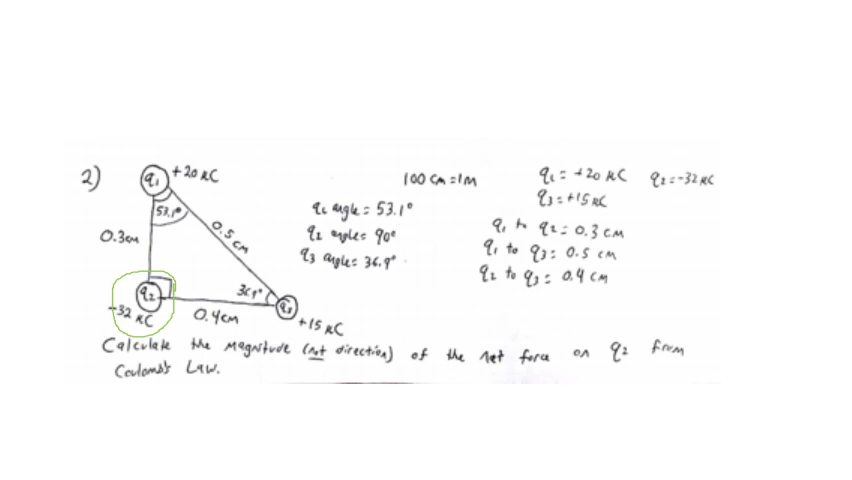 2)
q1 +20 μC
100 cm = 1M
q1 = +20 μC q2 = -32 μC
q3 = +15 μC
53.1°
0.5 cm
0.3cm
q1 angle = 53.1°
q2 angle = 90°
q3 angle = 36.9°
q1 to q2 = 0.3 cm
q1 to q3 = 0.5 cm
q2 to q3 = 0.4 cm
q2
-32 μC
0.4cm
36.9°
q3
+15 μC
Calculate the Magnitude (not direction) of the net force on q2 from
Coulomb's Law.